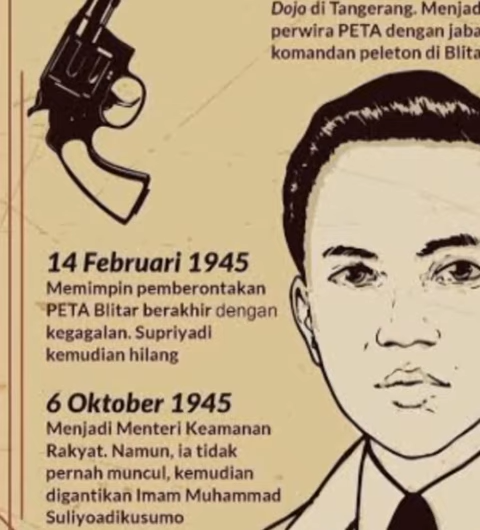 Dojo di Tangerang. Menjad
perwira PETA dengan jaba
komandan peleton di Blita
14 Februari 1945
Memimpin pemberontakan
PETA Blitar berakhir dengan
kegagalan. Supriyadi
kemudian hilang
6 Oktober 1945
Menjadi Menteri Keamanan
Rakyat. Namun, ia tidak
pernah muncul, kemudian
digantikan Imam Muhammad
Suliyoadikusumo